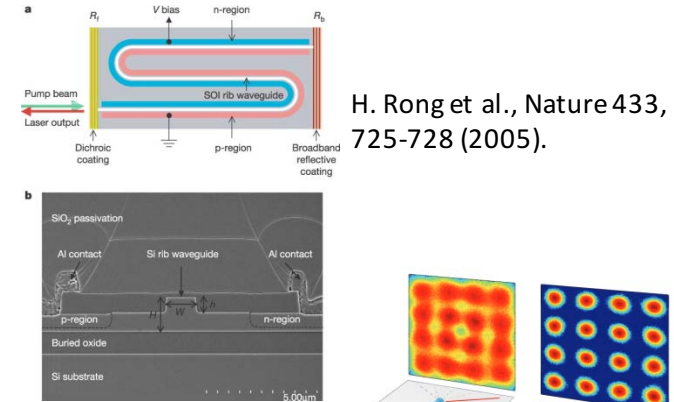 a
R_f
V bias
n-region
R_b
SOI rib waveguide
Pump beam
Laser output
Dichroic
coating
p-region
Broadband
reflective
coating
H. Rong et al., Nature 433,
725-728 (2005).
b
SiO₂ passivation
Al contact
Si rib waveguide
Al contact
H
W
h
p-region
n-region
Buried oxide
Si substrate
5.00µm